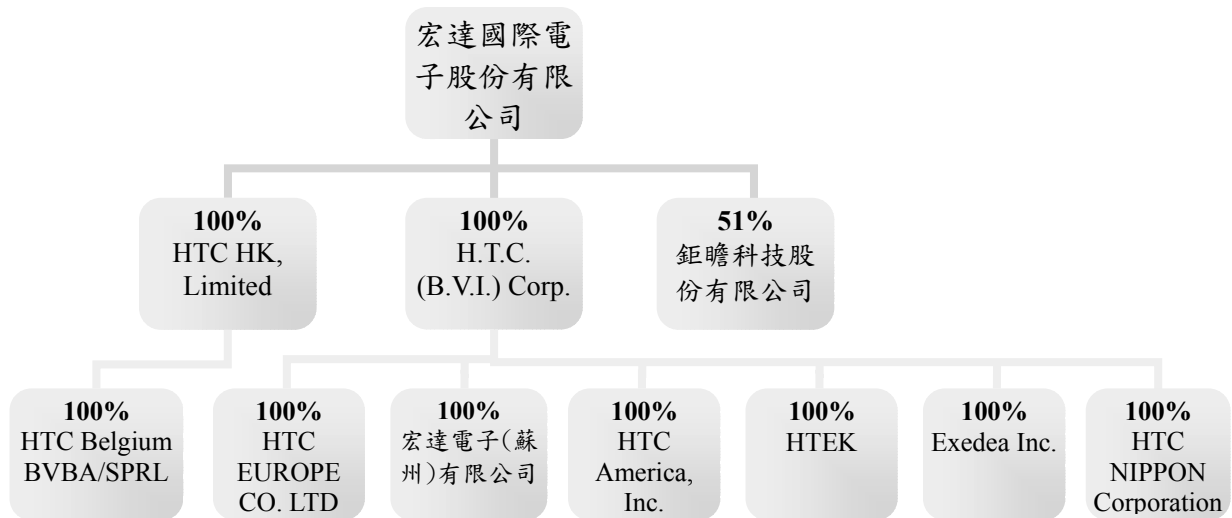 宏達國際電
子股份有限
公司
100%
HTC HK,
Limited
100%
H.T.C.
(B.V.I.) Corp.
51%
鉅瞻科技股
份有限公司
100%
HTC Belgium
BVBA/SPRL
100%
HTC
EUROPE
CO. LTD
100%
宏達電子(蘇
州)有限公司
100%
HTC
America,
Inc.
100%
HTEK
100%
Exedea Inc.
100%
HTC
NIPPON
Corporation